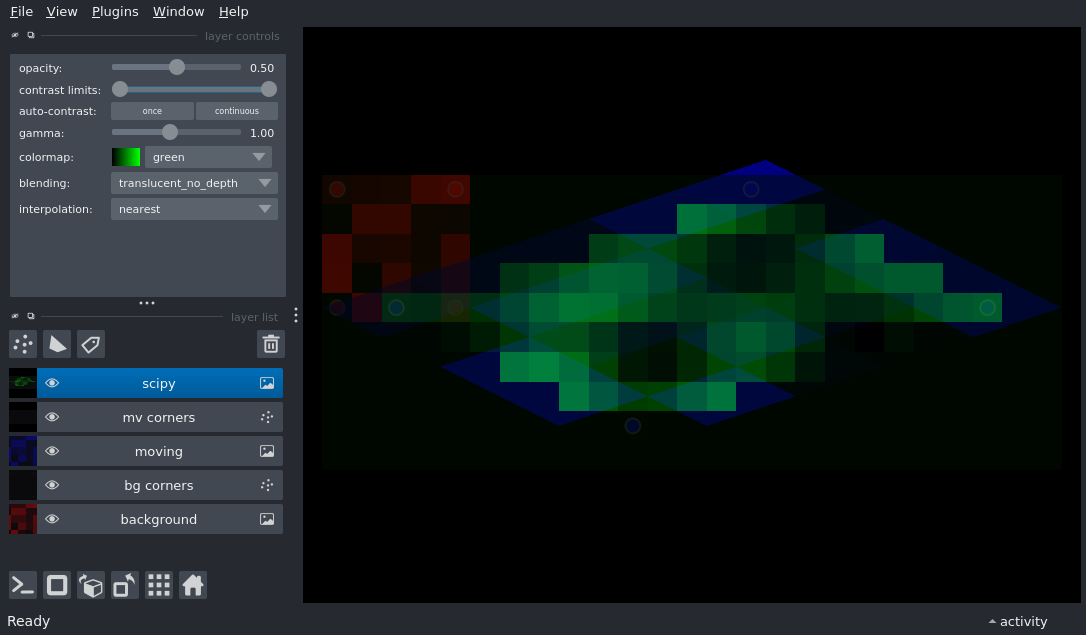 File View Plugins Window Help
layer controls
opacity: 0.50
contrast limits:
auto-contrast: once continuous
gamma: 1.00
colormap: green
blending: translucent_no_depth
interpolation: nearest
layer list
scipy
mv corners
moving
bg corners
background
Ready activity